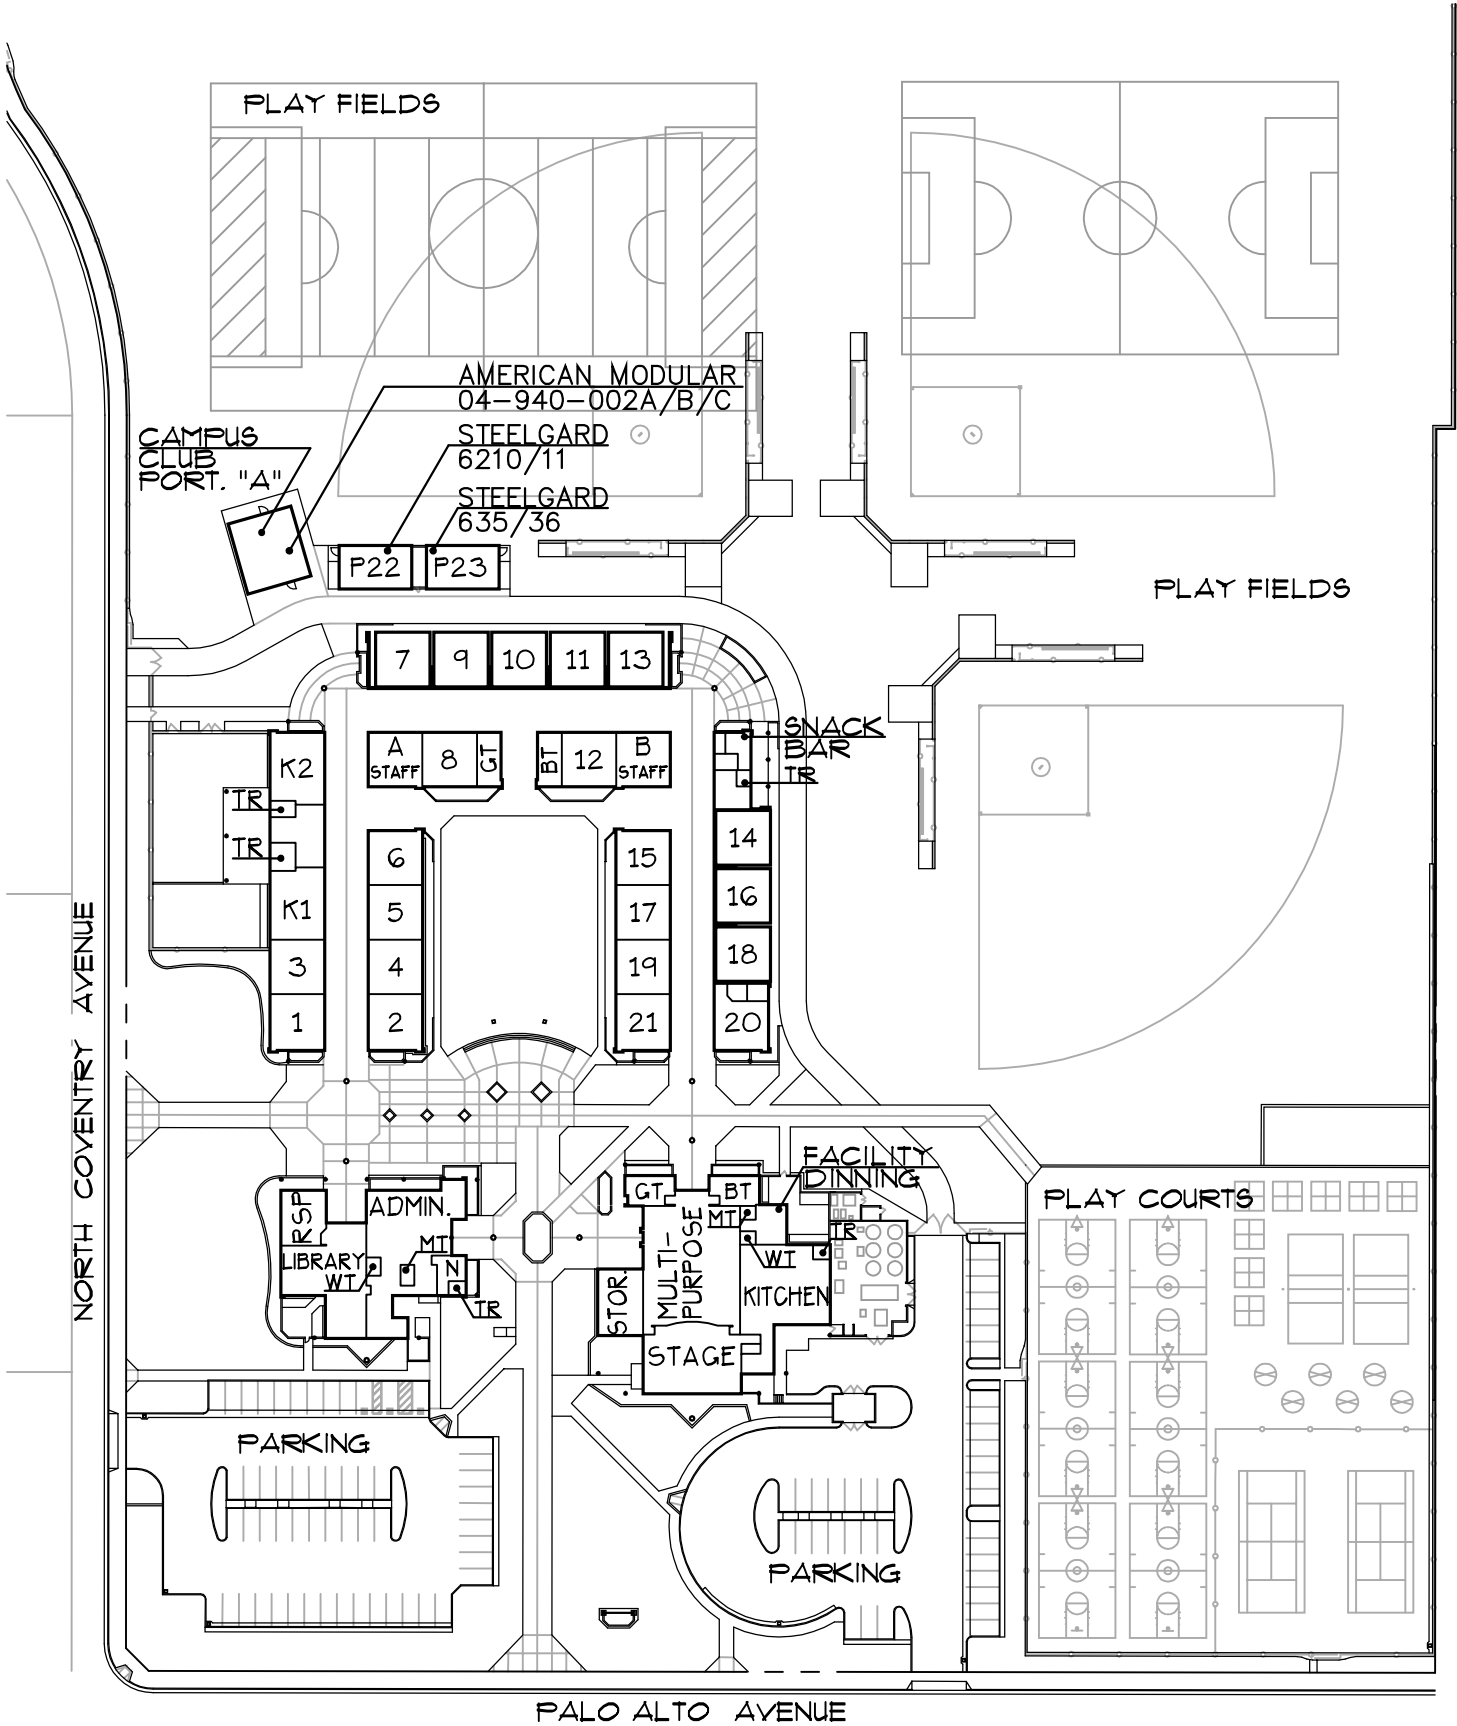 PLAY FIELDS
AMERICAN MODULAR
04-940-002A/B/C
CAMPUS
CLUB
PORT. "A"
STEELGARD
6210/11
STEELGARD
635/36
P22
P23
PLAY FIELDS
7
9
10
11
13
SNACK
BAR
TR
K2
A
STAFF
8
GT
BT
12
B
STAFF
TR
TR
14
6
15
16
K1
5
17
18
3
4
19
1
2
21
20
NORTH COVENTRY AVENUE
FACILITY
DINNING
PLAY COURTS
RSP
ADMIN.
GT
BT
MT
MULTI-
PURPOSE
TR
LIBRARY
WT
MT
N
WT
TR
STOR.
KITCHEN
STAGE
PARKING
PARKING
PALO ALTO AVENUE